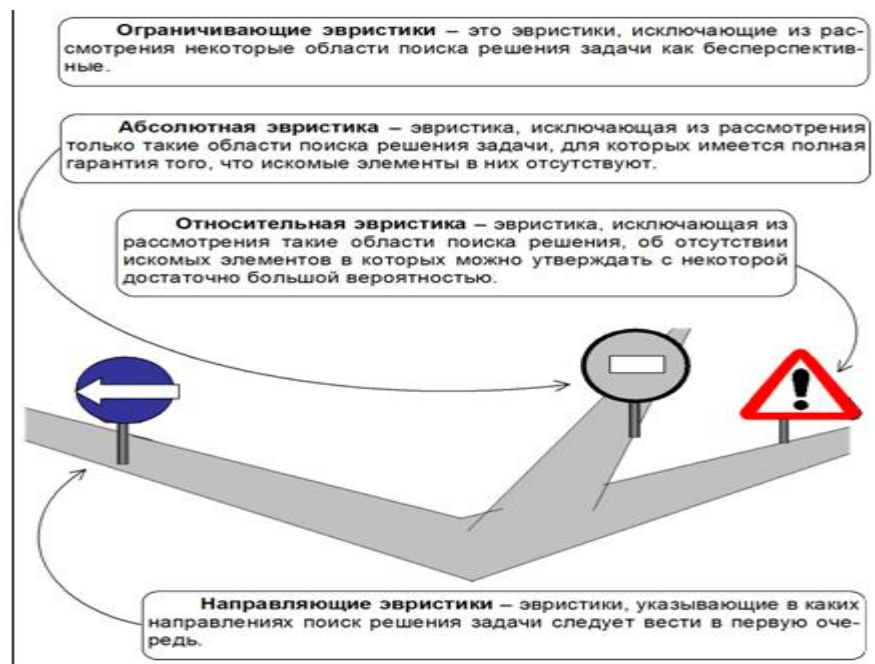 Ограничивающие эвристики – это эвристики, исключающие из рас-
смотрения некоторые области поиска решения задачи как бесперспектив-
ные.
Абсолютная эвристика – эвристика, исключающая из рассмотрения
только такие области поиска решения задачи, для которых имеется полная
гарантия того, что искомые элементы в них отсутствуют.
Относительная эвристика – эвристика, исключающая из
рассмотрения такие области поиска решения, об отсутствии
искомых элементов в которых можно утверждать с некоторой
достаточно большой вероятностью.
Направляющие эвристики – эвристики, указывающие в каких
направлениях поиск решения задачи следует вести в первую оче-
редь.